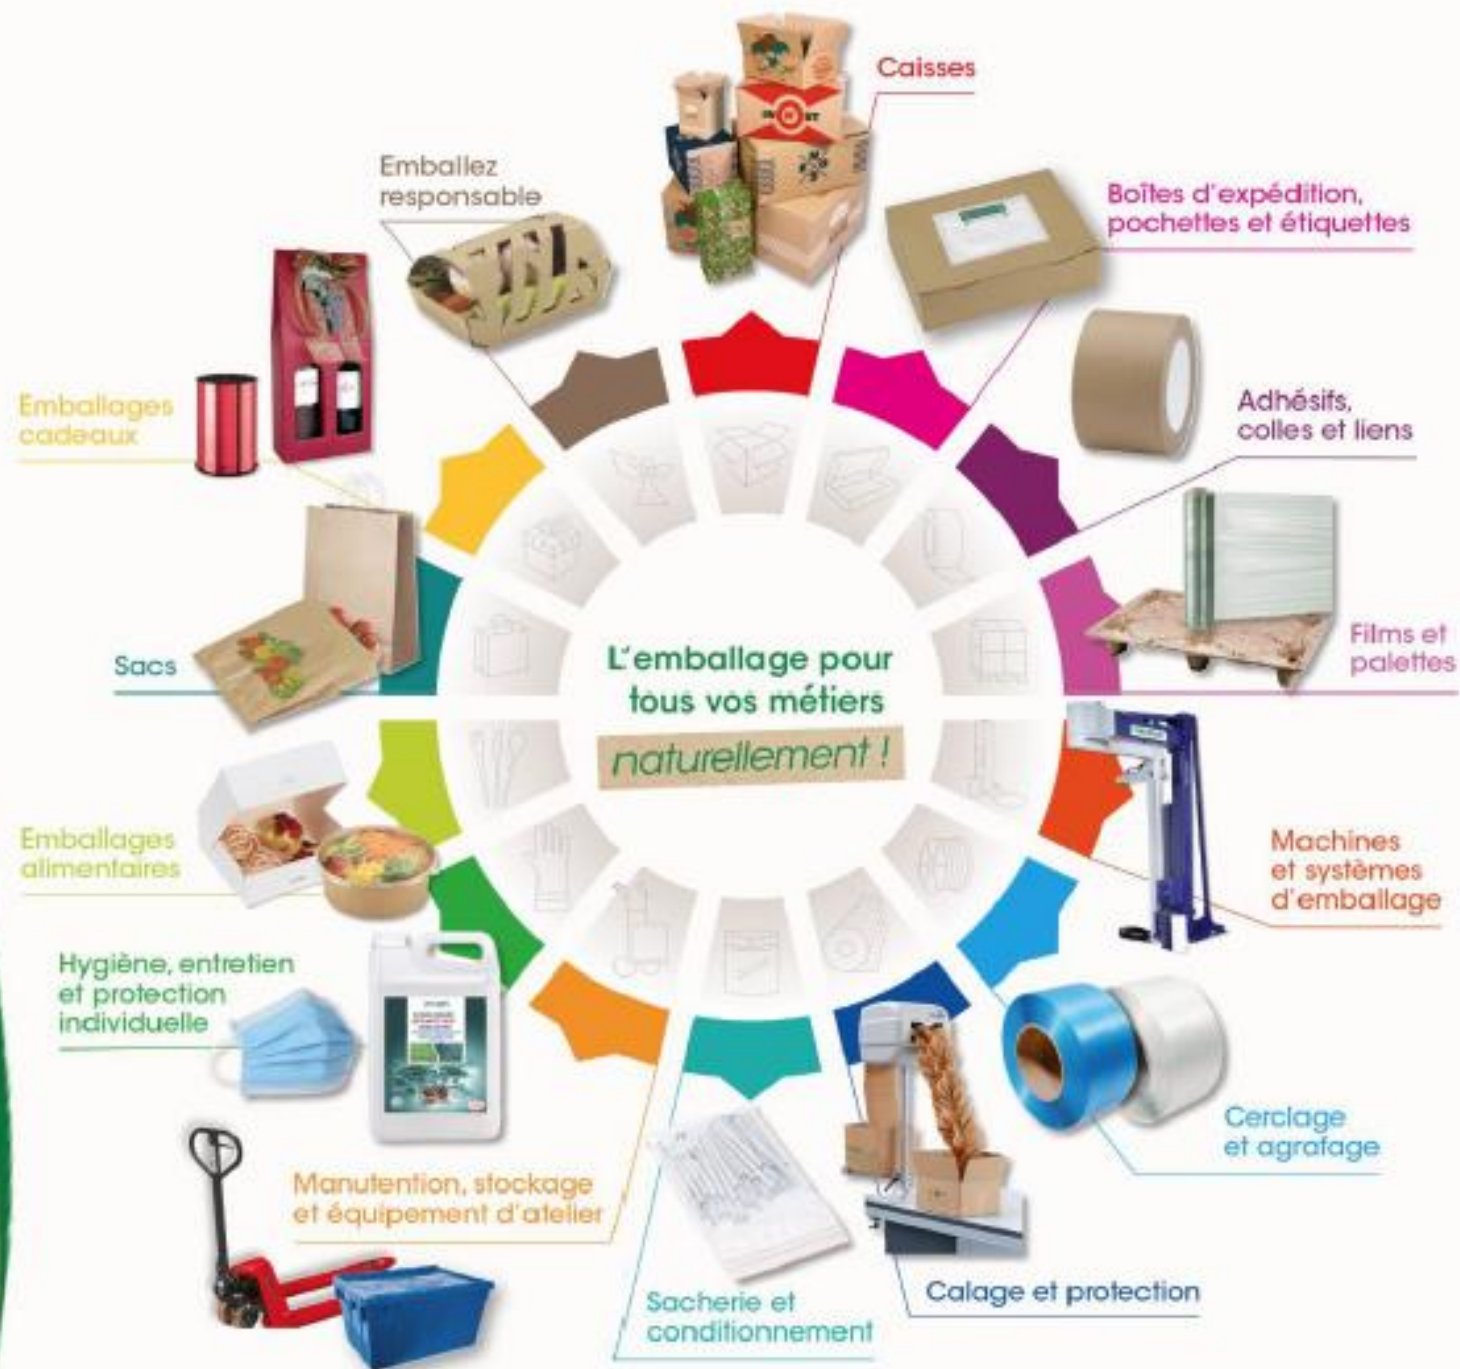 Caisses
Emballez
responsable
Boîtes d'expédition,
pochettes et étiquettes
Emballages
cadeaux
Adhésifs,
colles et liens
Sacs
Films et
palettes
L'emballage pour
tous vos métiers
naturellement !
Emballages
alimentaires
Machines
et systèmes
d'emballage
Hygiène, entretien
et protection
individuelle
Cerclage
et agrafage
Manutention, stockage
et équipement d'atelier
Calage et protection
Sacherie et
conditionnement